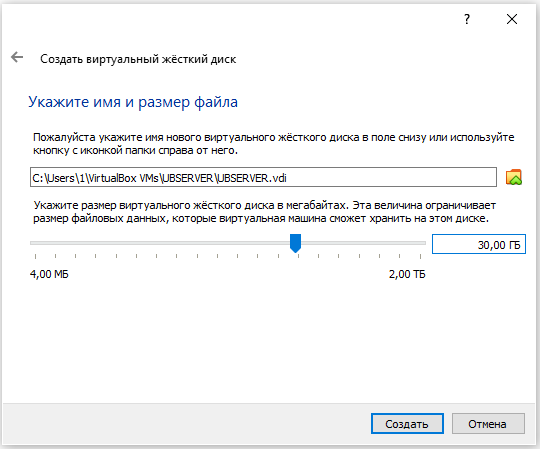 ?
Создать виртуальный жёсткий диск
Укажите имя и размер файла
Пожалуйста укажите имя нового виртуального жёсткого диска в поле снизу или используйте
кнопку с иконкой папки справа от него.
C:\Users\1\VirtualBox VMs\UBSERVER\UBSERVER.vdi
Укажите размер виртуального жёсткого диска в мегабайтах. Эта величина ограничивает
размер файловых данных, которые виртуальная машина сможет хранить на этом диске.
30,00 ГБ
4,00 МБ 2,00 ТБ
Создать Отмена